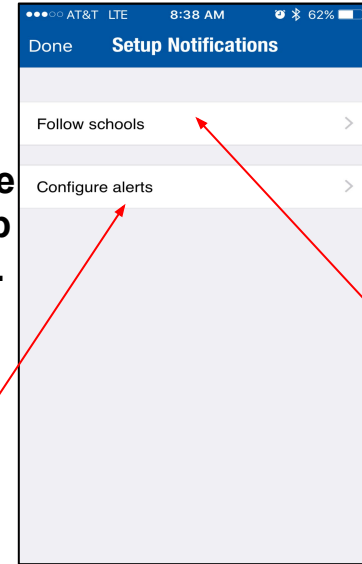 ●●●○○ AT&T LTE 8:38 AM 62%
Done Setup Notifications
Follow schools
Configure alerts